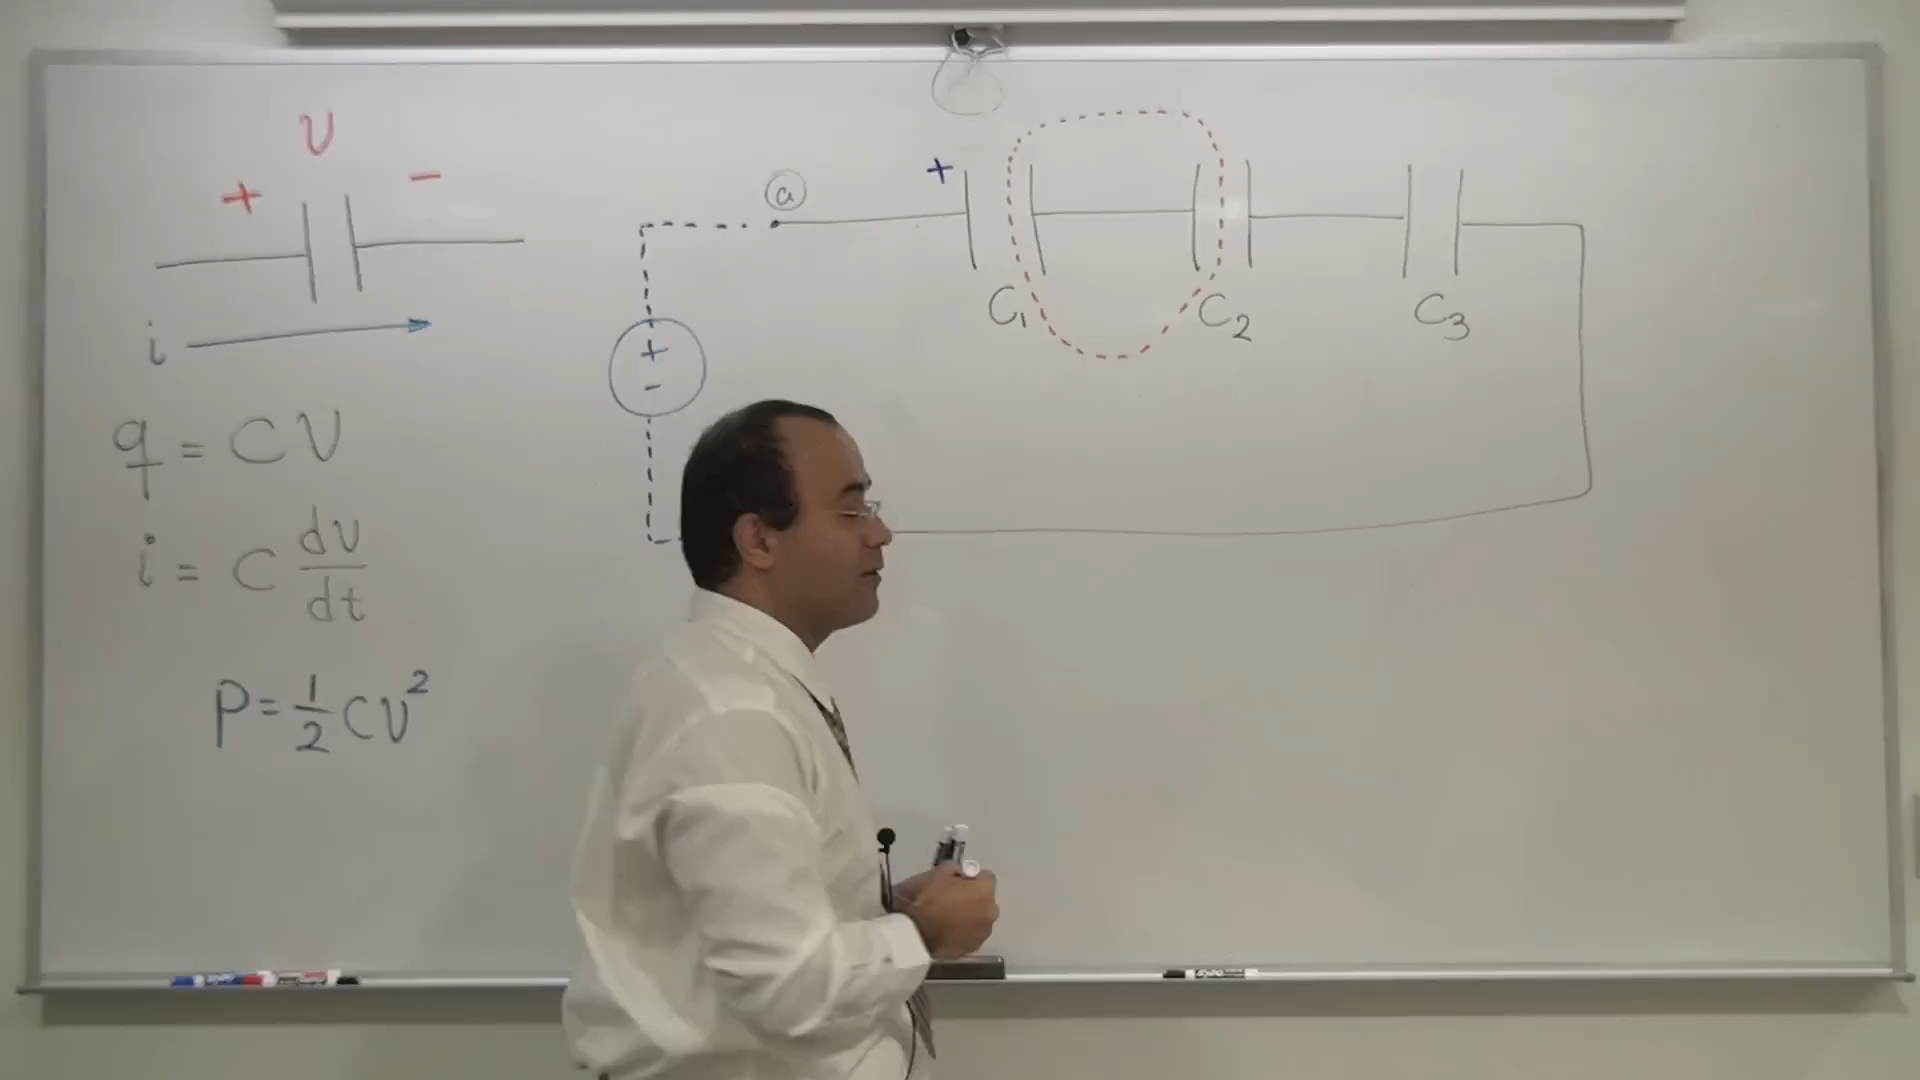 V
+ -
i
q = CV
i = C dv/dt
P = 1/2 CV²
a
+
C₁ C₂ C₃
+
-